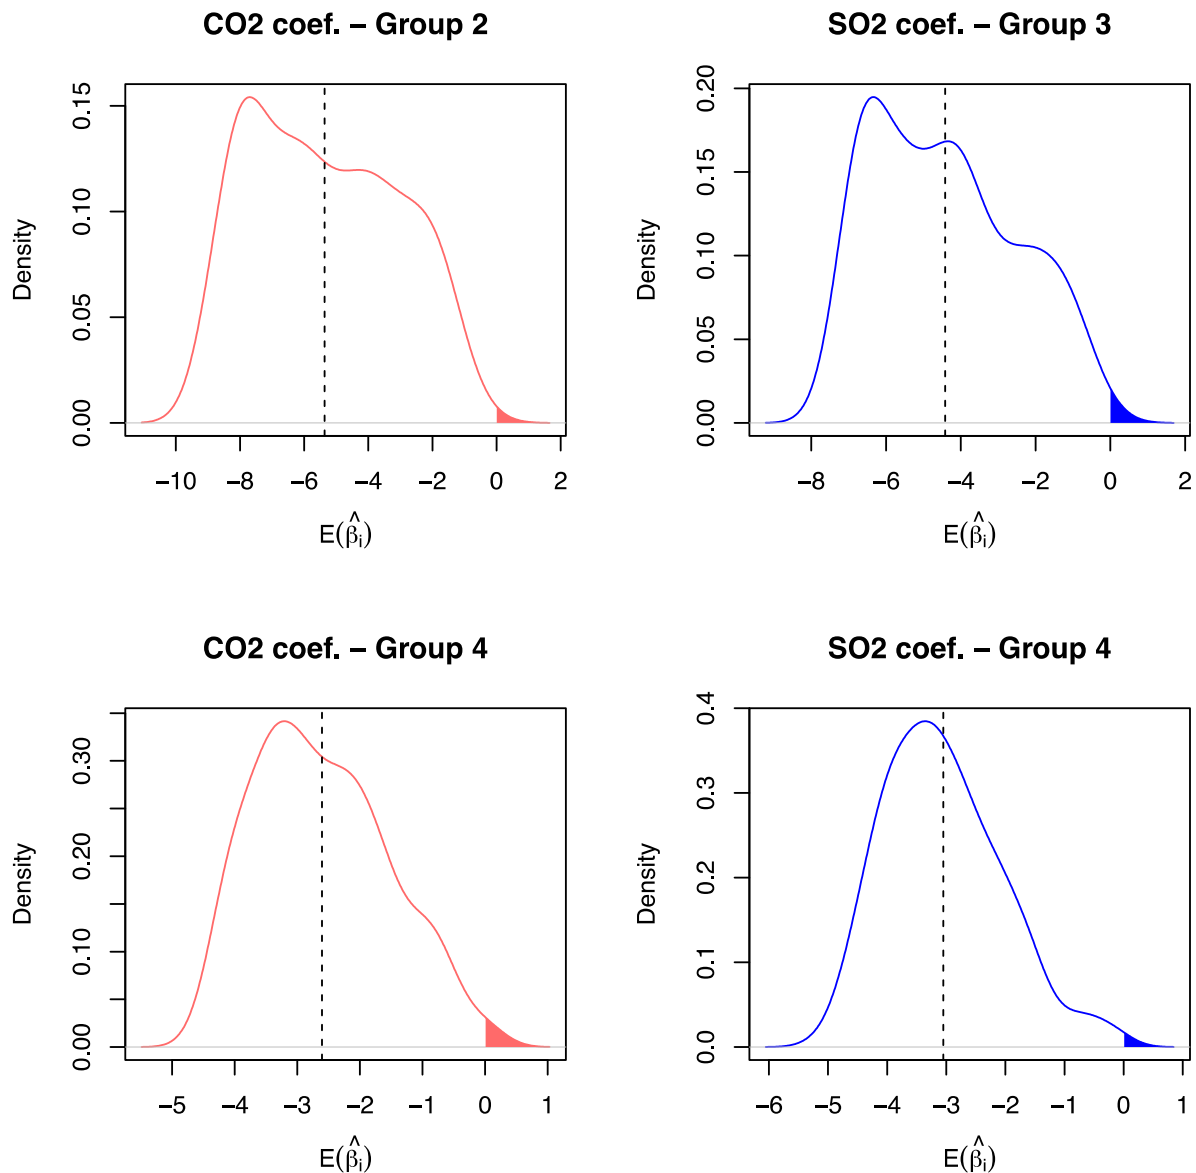 CO2 coef. – Group 2
Density
0.15
0.10
0.05
0.00
−10 −8 −6 −4 −2 0 2
E(β̂ᵢ)
SO2 coef. – Group 3
Density
0.20
0.15
0.10
0.05
0.00
−8 −6 −4 −2 0 2
E(β̂ᵢ)
CO2 coef. – Group 4
Density
0.30
0.20
0.10
0.00
−5 −4 −3 −2 −1 0 1
E(β̂ᵢ)
SO2 coef. – Group 4
Density
0.4
0.3
0.2
0.1
0.0
−6 −5 −4 −3 −2 −1 0 1
E(β̂ᵢ)